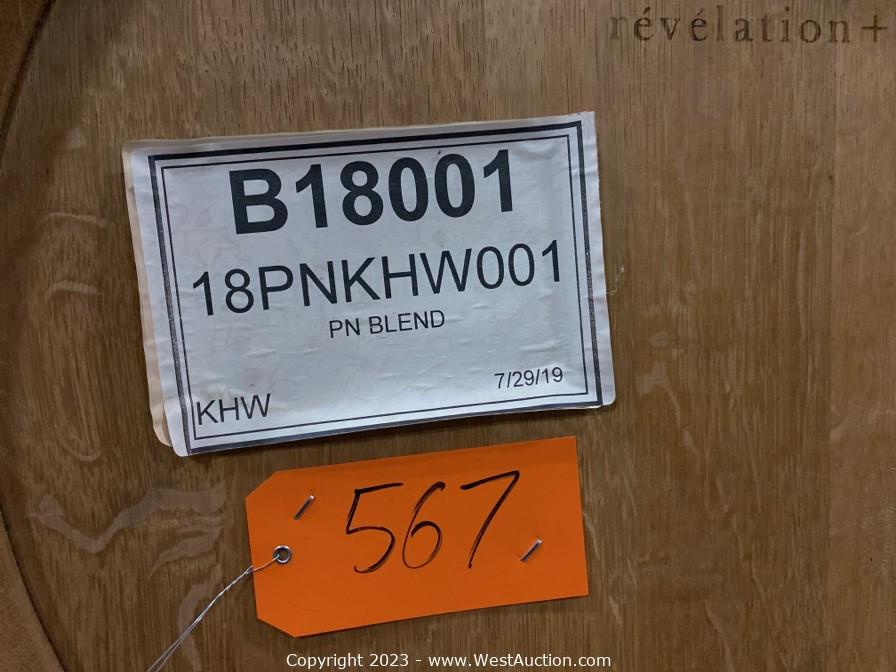 révélation+
B18001
18PNKHW001
PN BLEND
7/29/19
KHW
567
Copyright 2023 - www.WestAuction.com